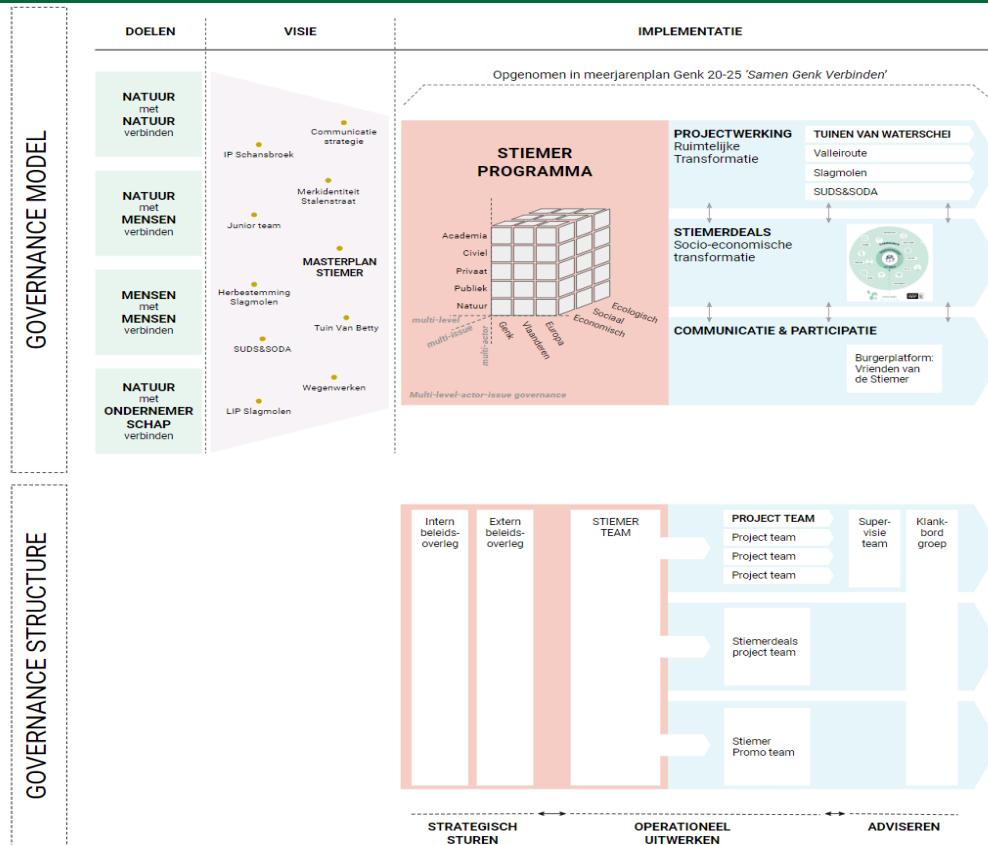 GOVERNANCE MODEL
DOELEN
VISIE
IMPLEMENTATIE
NATUUR
met
NATUUR
verbinden
NATUUR
met
MENSEN
verbinden
MENSEN
met
MENSEN
verbinden
NATUUR
met
ONDERNEMER
SCHAP
verbinden
Communicatie
strategie
IP Schansbroek
Merkidentiteit
Stalenstraat
Junior team
MASTERPLAN
STIEMER
Herbestemming
Slagmolen
Tuin Van Betty
SUDS&SODA
Wegenwerken
LIP Slagmolen
Opgenomen in meerjarenplan Genk 20-25 'Samen Genk Verbinden'
STIEMER
PROGRAMMA
Academia
Civiel
Privaat
Publiek
Natuur
multi-level
multi-issue
multi-actor
Genk
Vlaanderen
Europa
Economisch
Sociaal
Ecologisch
Multi-level-actor-issue governance
PROJECTWERKING
Ruimtelijke
Transformatie
TUINEN VAN WATERSCHEI
Valleiroute
Slagmolen
SUDS&SODA
STIEMERDEALS
Socio-economische
transformatie
COMMUNICATIE & PARTICIPATIE
Burgerplatform:
Vrienden van
de Stiemer
GOVERNANCE STRUCTURE
Intern
beleids-
overleg
Extern
beleids-
overleg
STIEMER
TEAM
PROJECT TEAM
Project team
Project team
Project team
Super-
visie
team
Klank-
bord
groep
Stiemerdeals
project team
Stiemer
Promo team
STRATEGISCH
STUREN
OPERATIONEEL
UITWERKEN
ADVISEREN